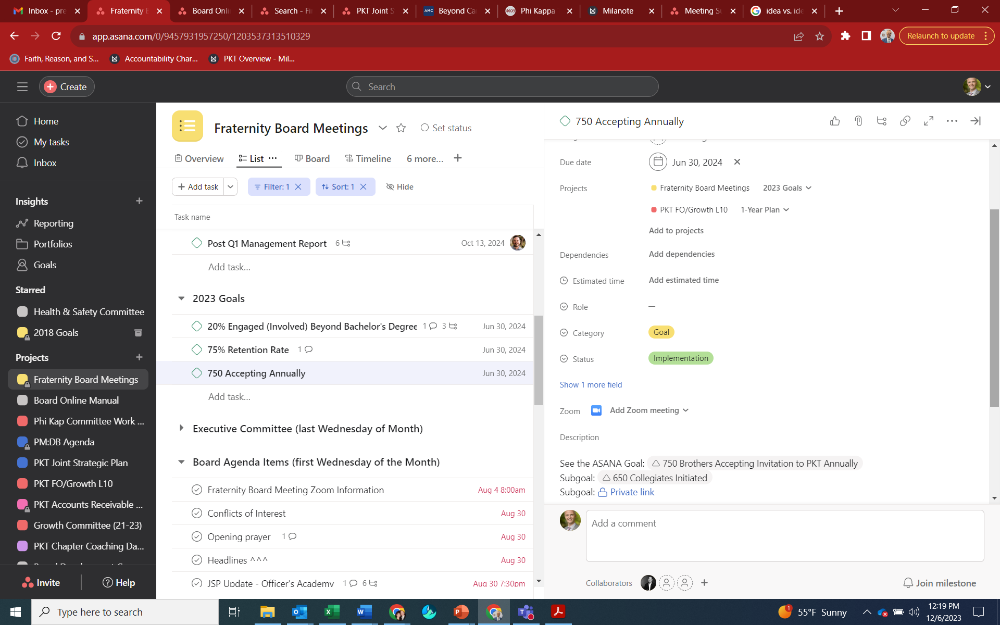 Inbox - pre
Fraternity B
Board Onli
Search - Fi
PKT Joint S
Beyond Ca
Phi Kappa T
Milanote
Meeting Su
idea vs. ide
app.asana.com/0/9457931957250/1203537313510329
Relaunch to update
Faith, Reason, and S...
Accountability Char...
PKT Overview - Mil...
Create
Search
Home
My tasks
Inbox
Insights
Reporting
Portfolios
Goals
Starred
Health & Safety Committee
2018 Goals
Projects
Fraternity Board Meetings
Board Online Manual
Phi Kap Committee Work ...
PM:DB Agenda
PKT Joint Strategic Plan
PKT FO/Growth L10
PKT Accounts Receivable ...
Growth Committee (21-23)
PKT Chapter Coaching Da...
Invite
Help
Fraternity Board Meetings
Set status
Overview
List
Board
Timeline
6 more...
Add task
Filter: 1
Sort: 1
Hide
Task name
Post Q1 Management Report 6 Oct 13, 2024
Add task...
2023 Goals
20% Engaged (Involved) Beyond Bachelor's Degree 1 3 Jun 30, 2024
75% Retention Rate 1 Jun 30, 2024
750 Accepting Annually Jun 30, 2024
Add task...
Executive Committee (last Wednesday of Month)
Board Agenda Items (first Wednesday of the Month)
Fraternity Board Meeting Zoom Information Aug 4 8:00am
Conflicts of Interest Aug 30
Opening prayer 1 Aug 30
Headlines ^^^ Aug 30
JSP Update - Officer's Academy 1 6 Aug 30 7:30pm
750 Accepting Annually
Due date Jun 30, 2024
Projects Fraternity Board Meetings 2023 Goals
PKT FO/Growth L10 1-Year Plan
Add to projects
Dependencies Add dependencies
Estimated time Add estimated time
Role —
Category Goal
Status Implementation
Show 1 more field
Zoom Add Zoom meeting
Description
See the ASANA Goal: 750 Brothers Accepting Invitation to PKT Annually
Subgoal: 650 Collegiates Initiated
Subgoal: Private link
Add a comment
Collaborators
Join milestone
Type here to search
55°F Sunny
12:19 PM
12/6/2023